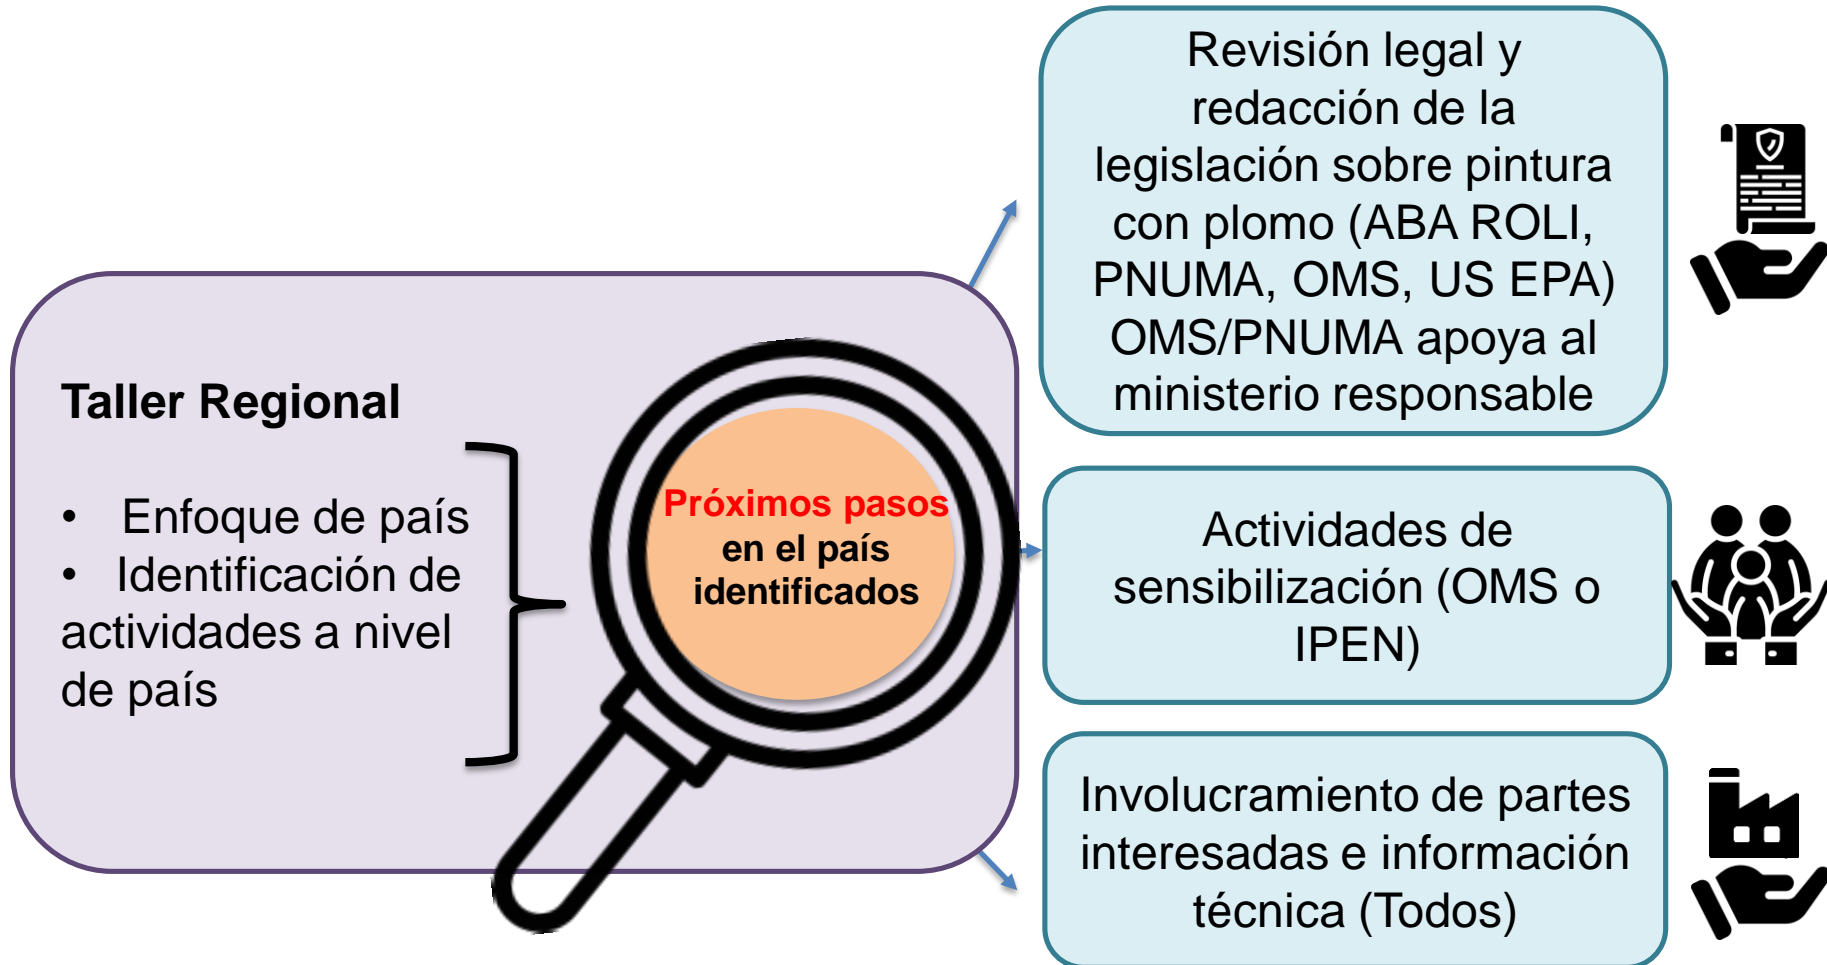 Taller Regional
• Enfoque de país
• Identificación de
actividades a nivel
de país
Próximos pasos
en el país
identificados
Revisión legal y
redacción de la
legislación sobre pintura
con plomo (ABA ROLI,
PNUMA, OMS, US EPA)
OMS/PNUMA apoya al
ministerio responsable
Actividades de
sensibilización (OMS o
IPEN)
Involucramiento de partes
interesadas e información
técnica (Todos)